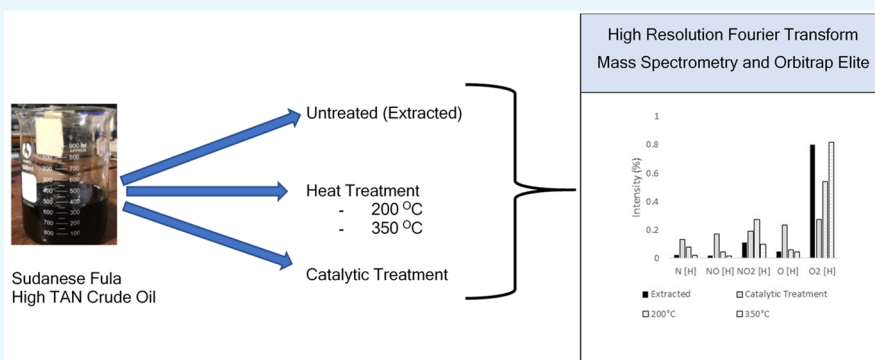 High Resolution Fourier Transform
Mass Spectrometry and Orbitrap Elite
Untreated (Extracted)
Heat Treatment
- 200 ᴼC
- 350 ᴼC
Catalytic Treatment
Sudanese Fula
High TAN Crude Oil
Intensity (%)
1
0.8
0.6
0.4
0.2
0
N [H] NO [H] NO2 [H] O [H] O2 [H]
Extracted Catalytic Treatment
200°C 350°C